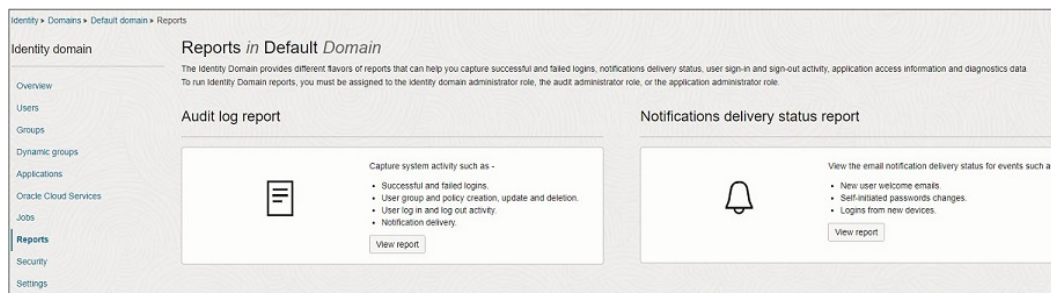 Identity » Domains » Default domain » Reports
Identity domain
Overview
Users
Groups
Dynamic groups
Applications
Oracle Cloud Services
Jobs
Reports
Security
Settings
Reports in Default Domain
The Identity Domain provides different flavors of reports that can help you capture successful and failed logins, notifications delivery status, user sign-in and sign-out activity, application access information and diagnostics data.
To run Identity Domain reports, you must be assigned to the identity domain administrator role, the audit administrator role, or the application administrator role.
Audit log report
Capture system activity such as -
• Successful and failed logins.
• User group and policy creation, update and deletion.
• User log in and log out activity.
• Notification delivery.
View report
Notifications delivery status report
View the email notification delivery status for events such a
• New user welcome emails.
• Self-initiated passwords changes.
• Logins from new devices.
View report